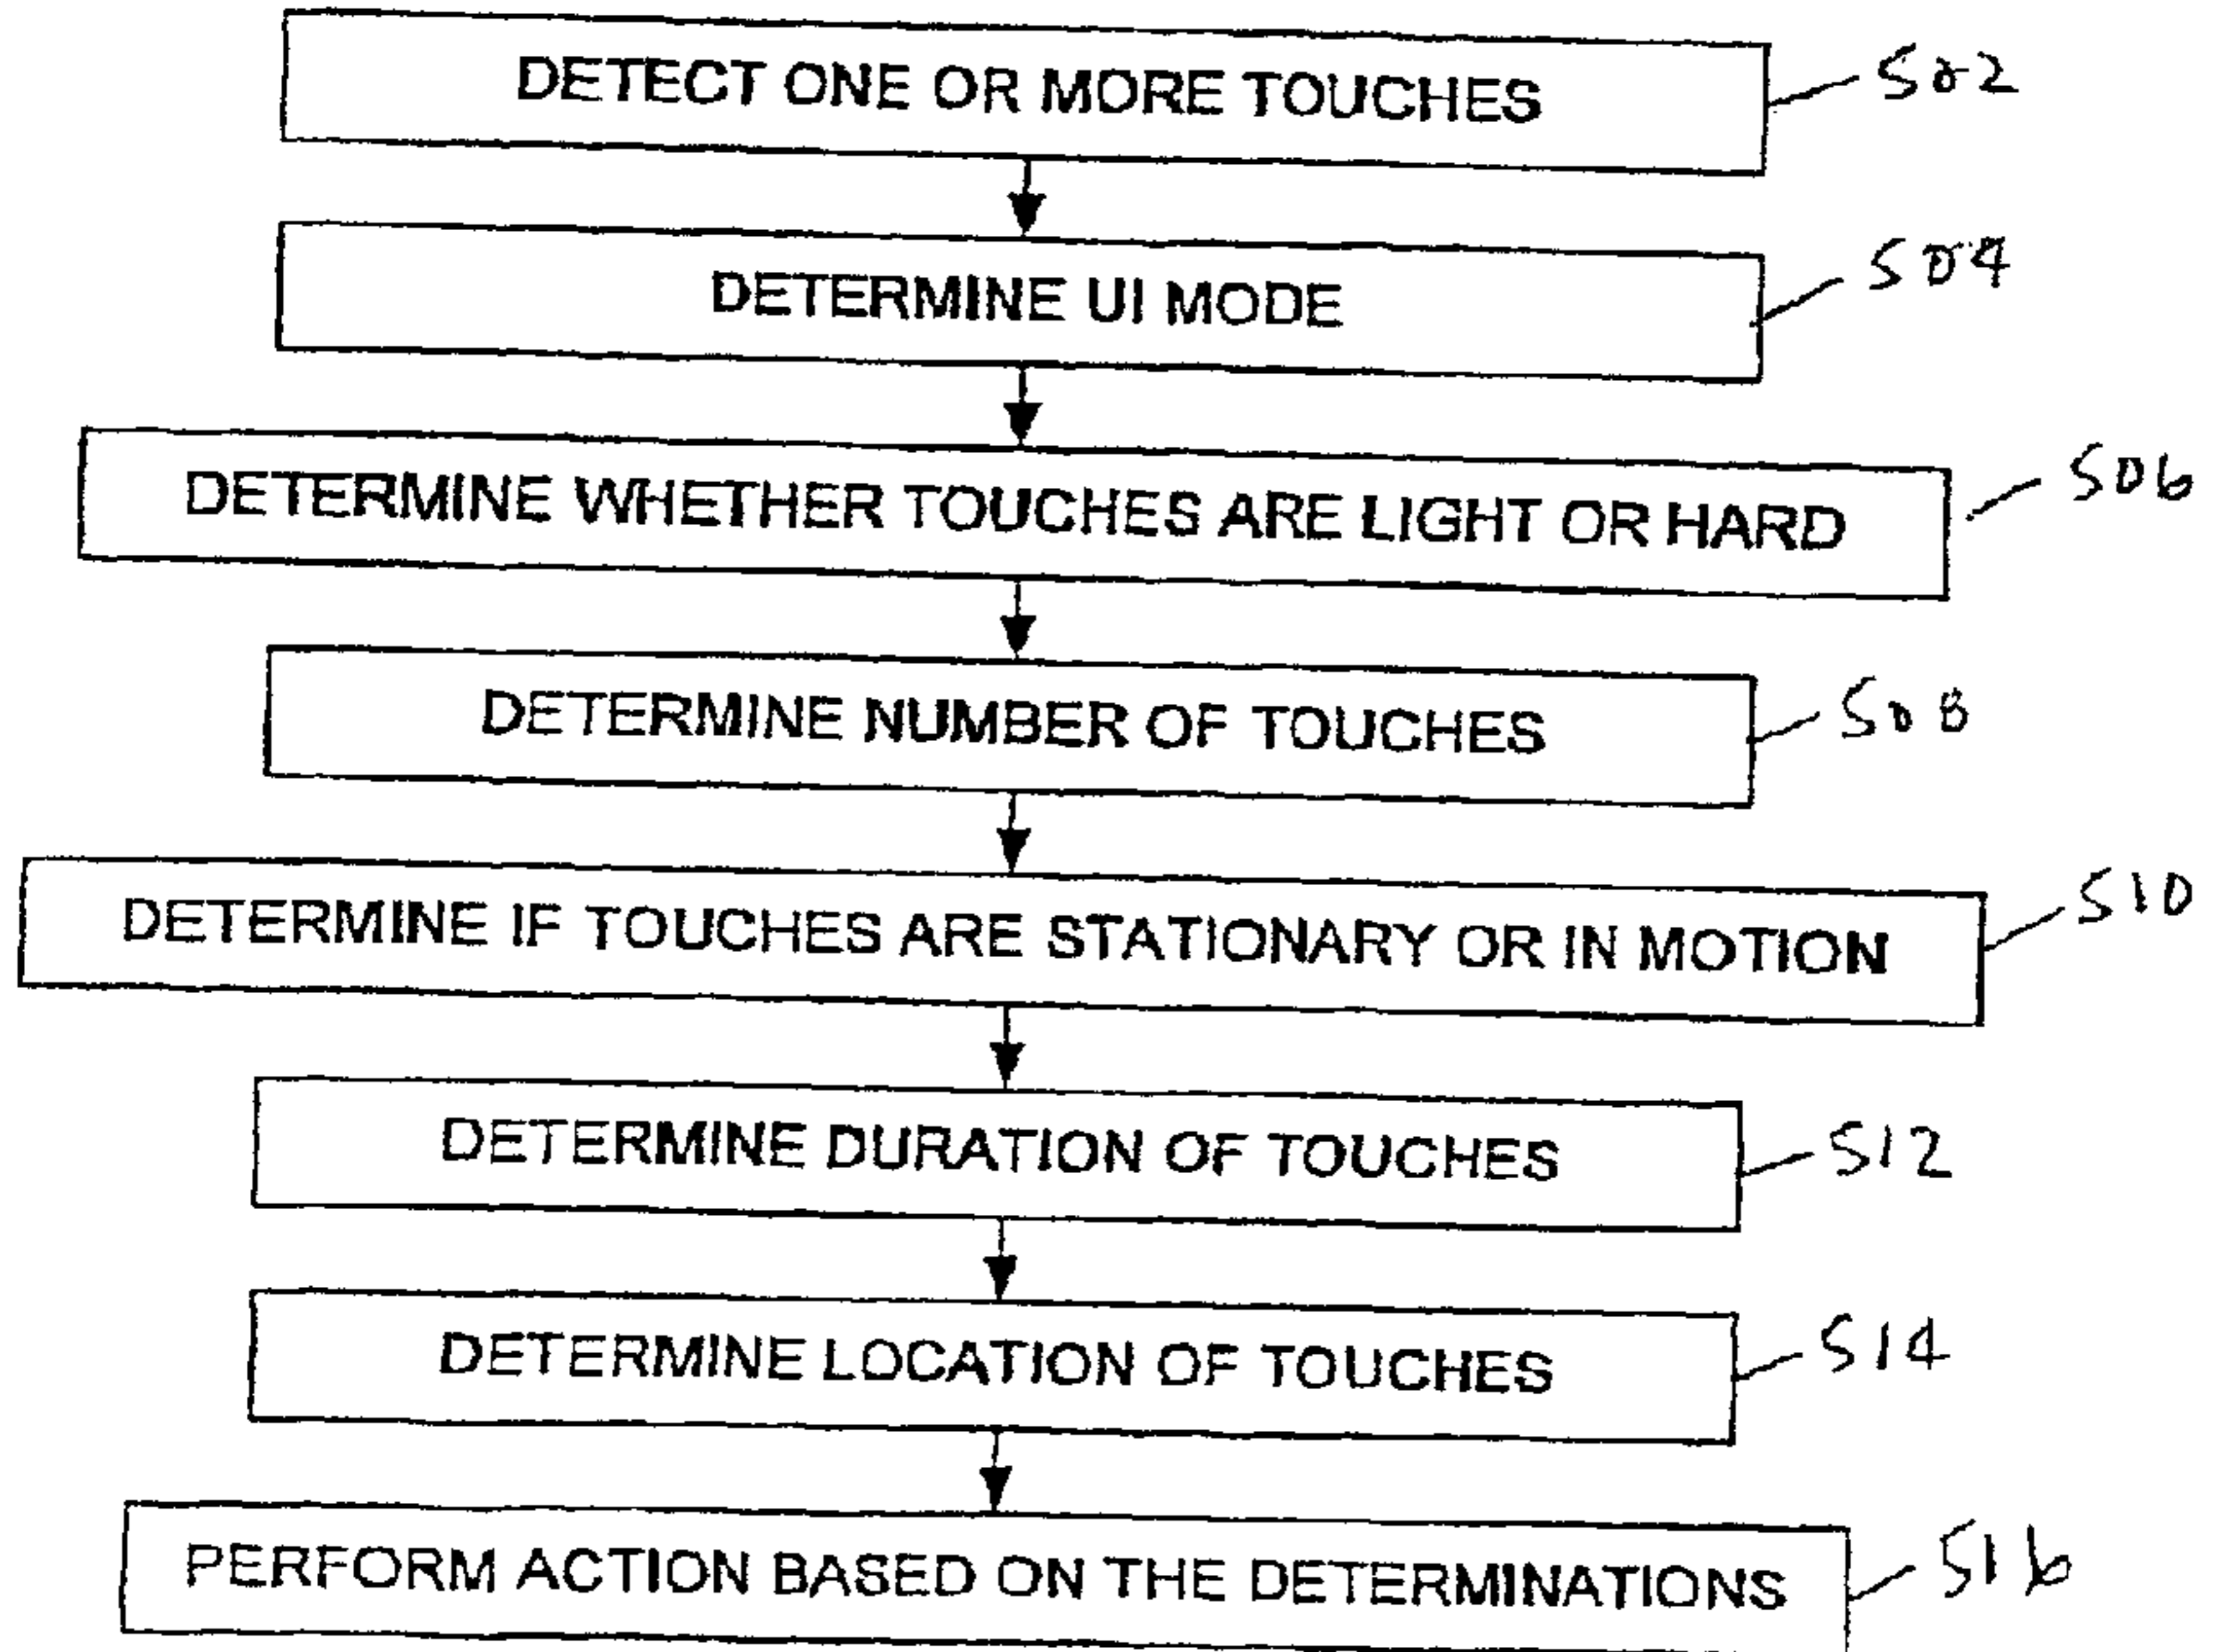 DETECT ONE OR MORE TOUCHES 502
DETERMINE UI MODE 504
DETERMINE WHETHER TOUCHES ARE LIGHT OR HARD 506
DETERMINE NUMBER OF TOUCHES 508
DETERMINE IF TOUCHES ARE STATIONARY OR IN MOTION 510
DETERMINE DURATION OF TOUCHES 512
DETERMINE LOCATION OF TOUCHES 514
PERFORM ACTION BASED ON THE DETERMINATIONS 516